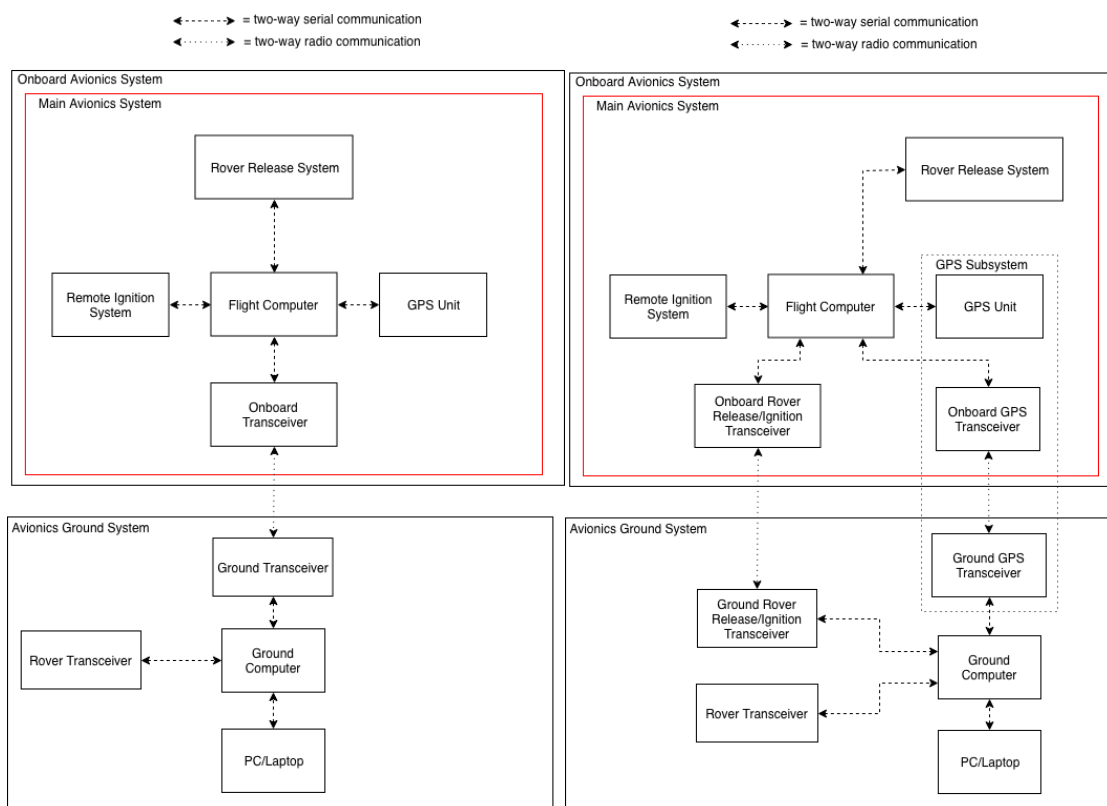 = two-way serial communication
= two-way radio communication
Onboard Avionics System
Main Avionics System
Rover Release System
Remote Ignition
System
Flight Computer
GPS Unit
Onboard
Transceiver
Avionics Ground System
Ground Transceiver
Rover Transceiver
Ground
Computer
PC/Laptop
= two-way serial communication
= two-way radio communication
Onboard Avionics System
Main Avionics System
Rover Release System
GPS Subsystem
Remote Ignition
System
Flight Computer
GPS Unit
Onboard Rover
Release/Ignition
Transceiver
Onboard GPS
Transceiver
Avionics Ground System
Ground GPS
Transceiver
Ground Rover
Release/Ignition
Transceiver
Ground
Computer
Rover Transceiver
PC/Laptop